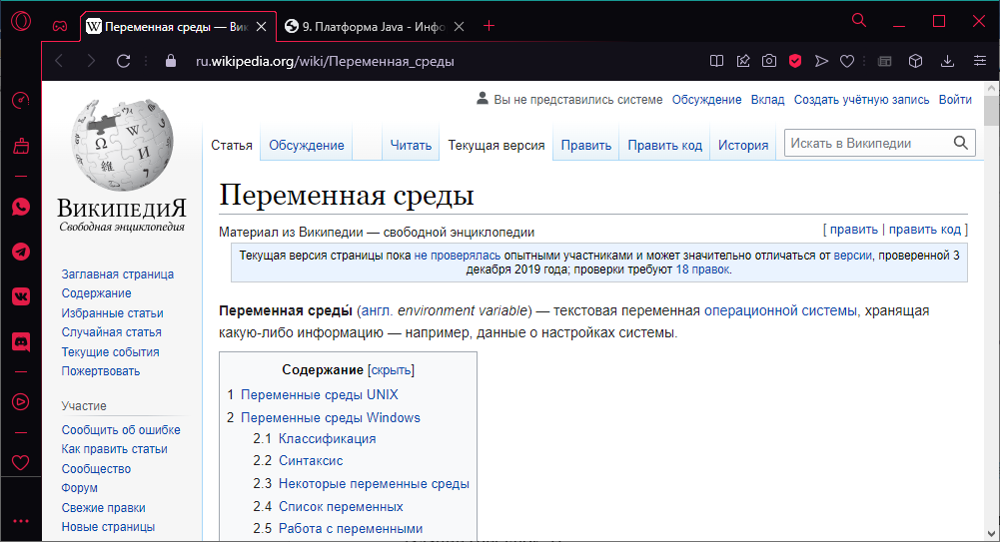 Переменная среды — Вик
9. Платформа Java - Инфо
ru.wikipedia.org/wiki/Переменная_среды
Вы не представились системе Обсуждение Вклад Создать учётную запись Войти
Статья Обсуждение Читать Текущая версия Править Править код История Искать в Википедии
ВикипедиЯ
Свободная энциклопедия
Заглавная страница
Содержание
Избранные статьи
Случайная статья
Текущие события
Пожертвовать
Участие
Сообщить об ошибке
Как править статьи
Сообщество
Форум
Свежие правки
Новые страницы
Переменная среды
Материал из Википедии — свободной энциклопедии
[ править | править код ]
Текущая версия страницы пока не проверялась опытными участниками и может значительно отличаться от версии, проверенной 3
декабря 2019 года; проверки требуют 18 правок.
Переменная среды́ (англ. environment variable) — текстовая переменная операционной системы, хранящая
какую-либо информацию — например, данные о настройках системы.
Содержание [скрыть]
1 Переменные среды UNIX
2 Переменные среды Windows
2.1 Классификация
2.2 Синтаксис
2.3 Некоторые переменные среды
2.4 Список переменных
2.5 Работа с переменными